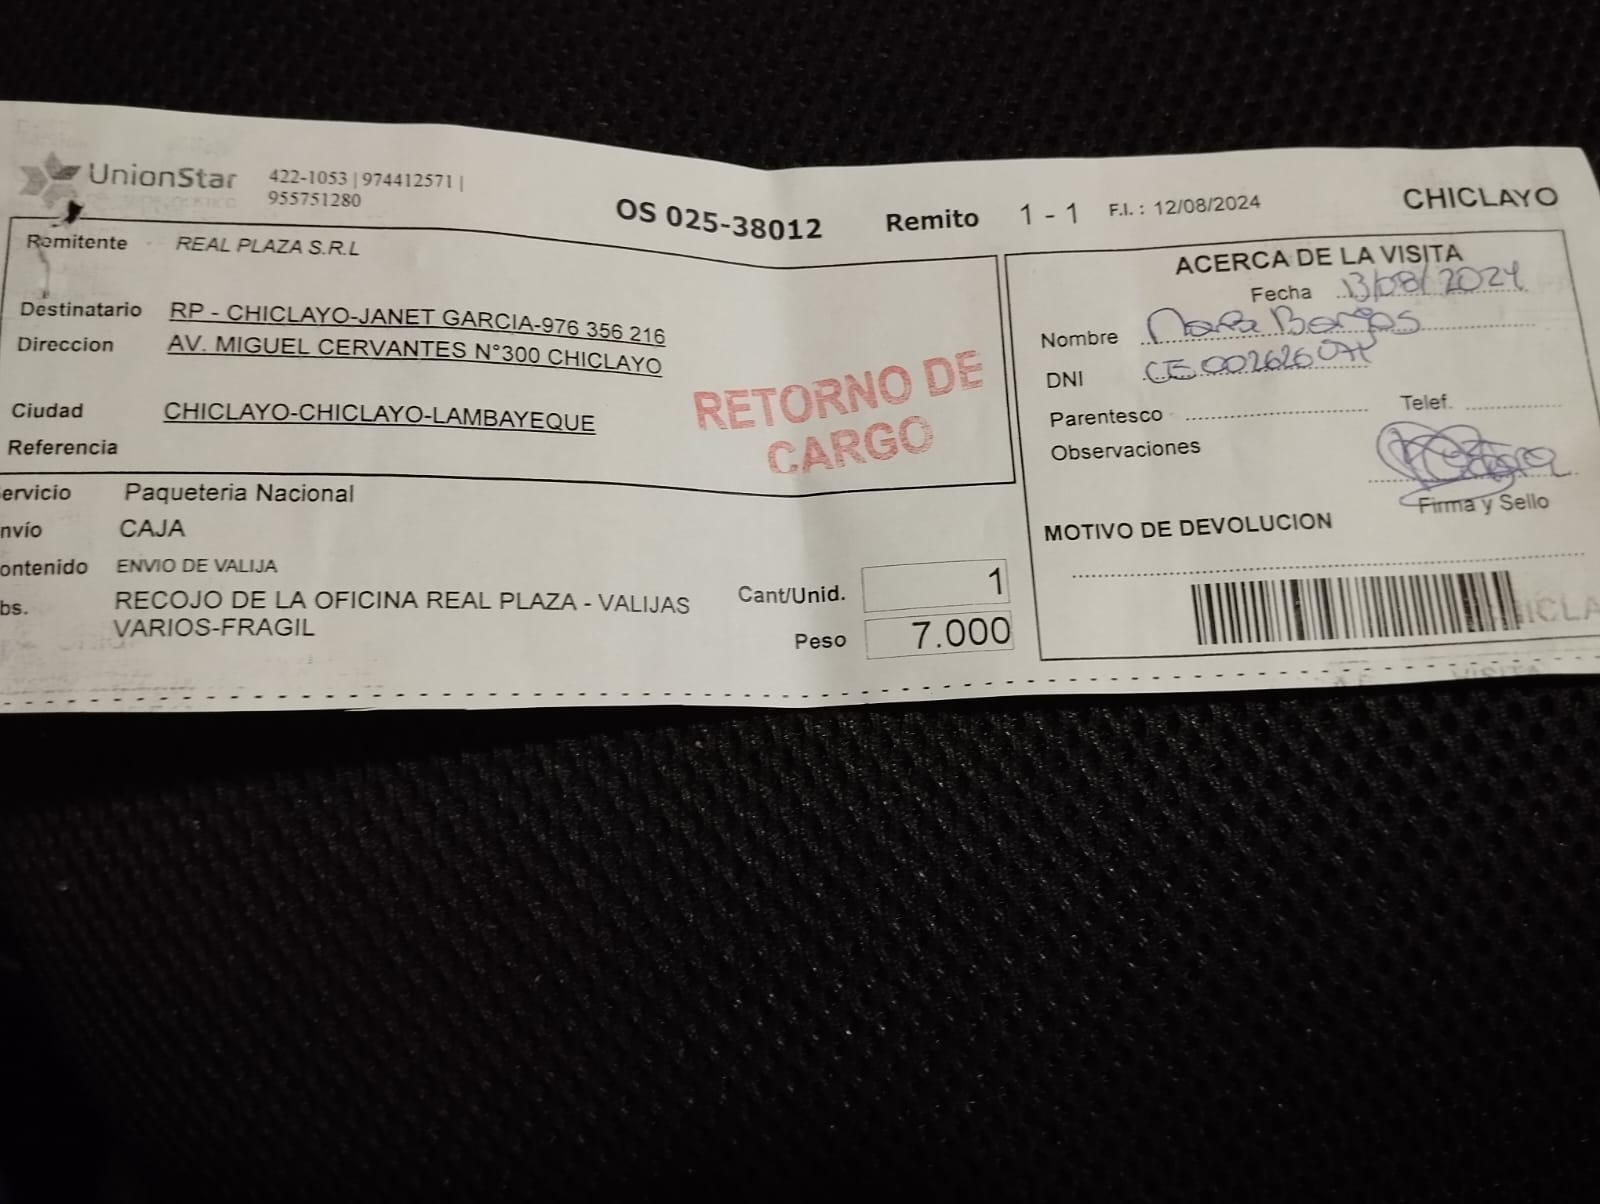 UnionStar
422-1053 | 974412571 |
955751280
OS 025-38012 Remito 1 - 1 F.I. : 12/08/2024 CHICLAYO
Remitente REAL PLAZA S.R.L
Destinatario RP - CHICLAYO-JANET GARCIA-976 356 216
Direccion AV. MIGUEL CERVANTES N°300 CHICLAYO
Ciudad CHICLAYO-CHICLAYO-LAMBAYEQUE
Referencia
RETORNO DE
CARGO
ervicio Paqueteria Nacional
nvío CAJA
ontenido ENVIO DE VALIJA
bs. RECOJO DE LA OFICINA REAL PLAZA - VALIJAS
VARIOS-FRAGIL
Cant/Unid. 1
Peso 7.000
ACERCA DE LA VISITA
Fecha 13/08/2024
Nombre
DNI CE
Parentesco Telef.
Observaciones
Firma y Sello
MOTIVO DE DEVOLUCION